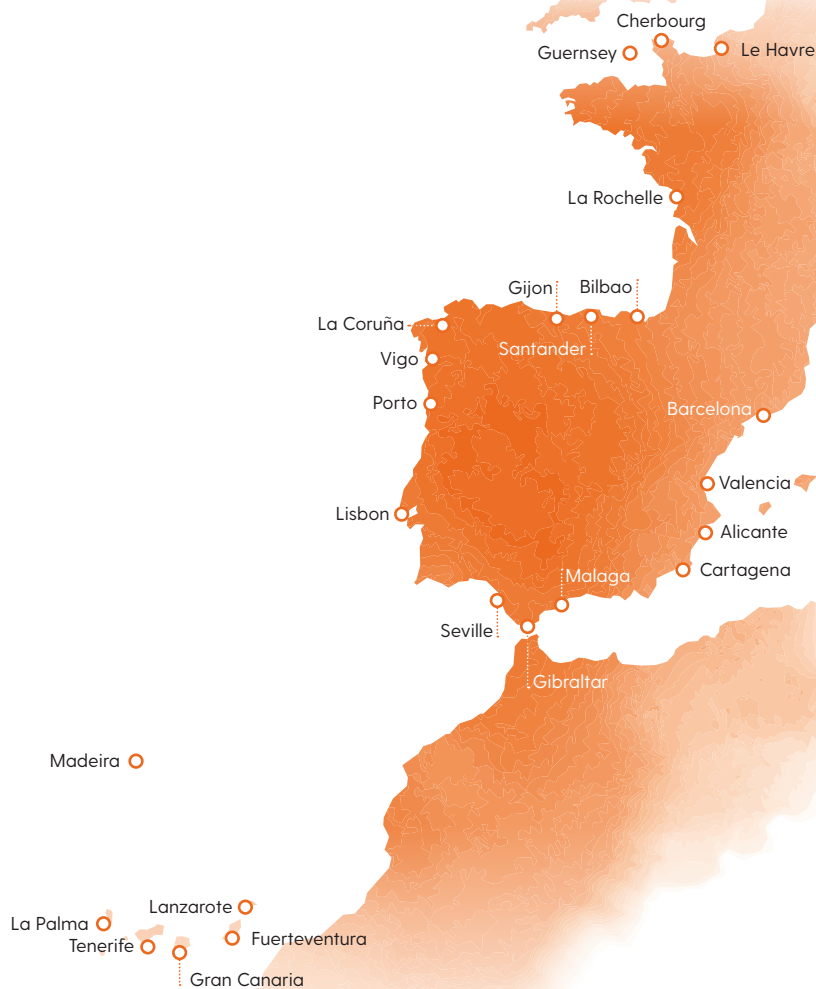 Cherbourg
Guernsey
Le Havre
La Rochelle
Gijon
Bilbao
La Coruña
Santander
Vigo
Porto
Barcelona
Valencia
Lisbon
Alicante
Cartagena
Malaga
Seville
Gibraltar
Madeira
Lanzarote
La Palma
Tenerife
Fuerteventura
Gran Canaria